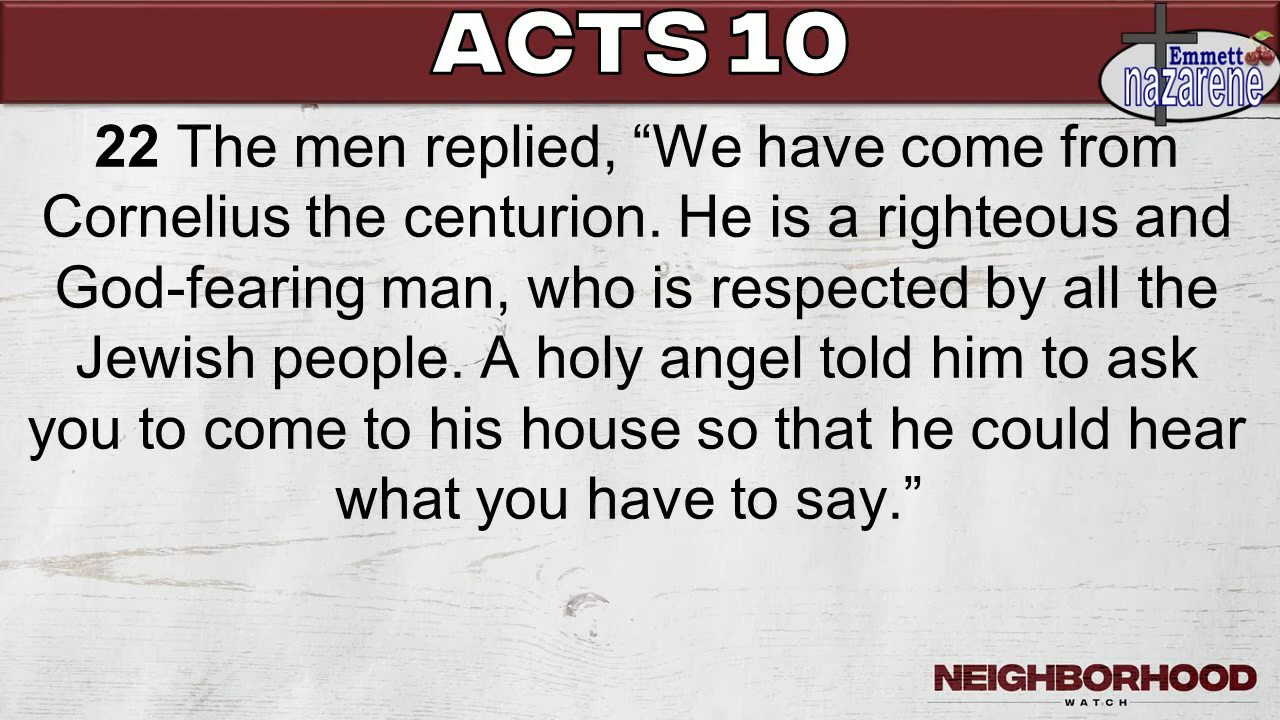 ACTS 10
Emmett
nazarene
22 The men replied, “We have come from
Cornelius the centurion. He is a righteous and
God-fearing man, who is respected by all the
Jewish people. A holy angel told him to ask
you to come to his house so that he could hear
what you have to say.”
NEIGHBORHOOD
WATCH